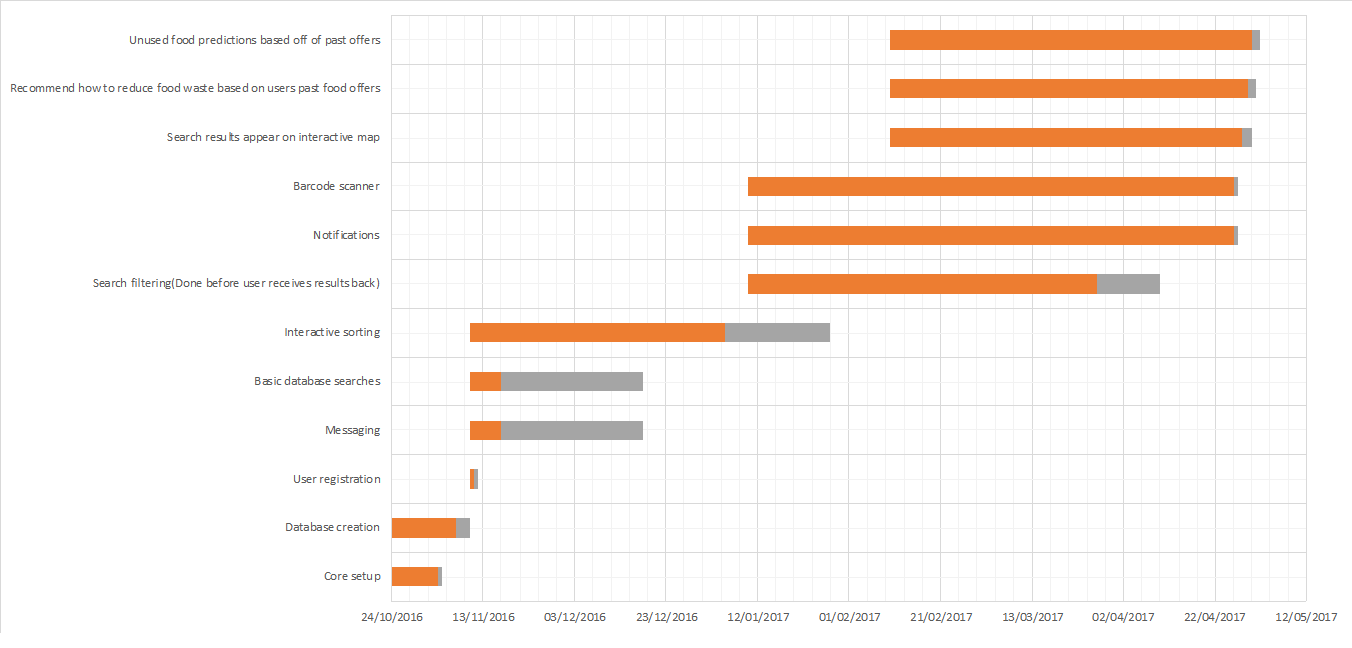 Unused food predictions based off of past offers
Recommend how to reduce food waste based on users past food offers
Search results appear on interactive map
Barcode scanner
Notifications
Search filtering(Done before user receives results back)
Interactive sorting
Basic database searches
Messaging
User registration
Database creation
Core setup
24/10/2016 13/11/2016 03/12/2016 23/12/2016 12/01/2017 01/02/2017 21/02/2017 13/03/2017 02/04/2017 22/04/2017 12/05/2017